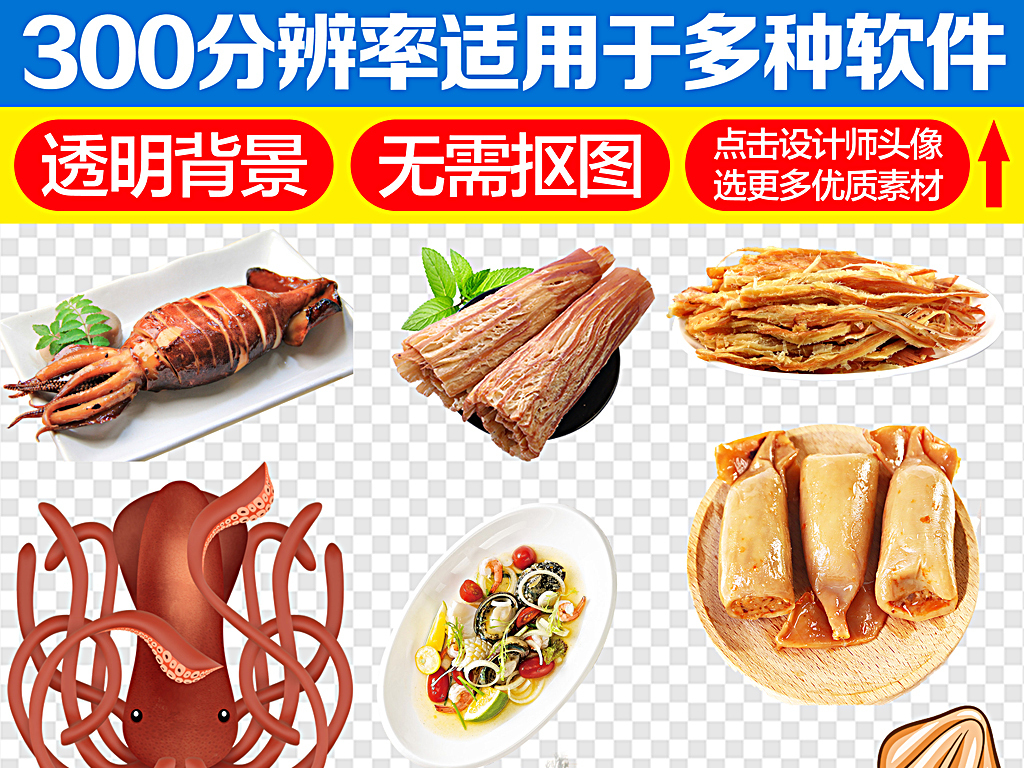 300分辨率适用于多种软件
透明背景
无需抠图
点击设计师头像
选更多优质素材